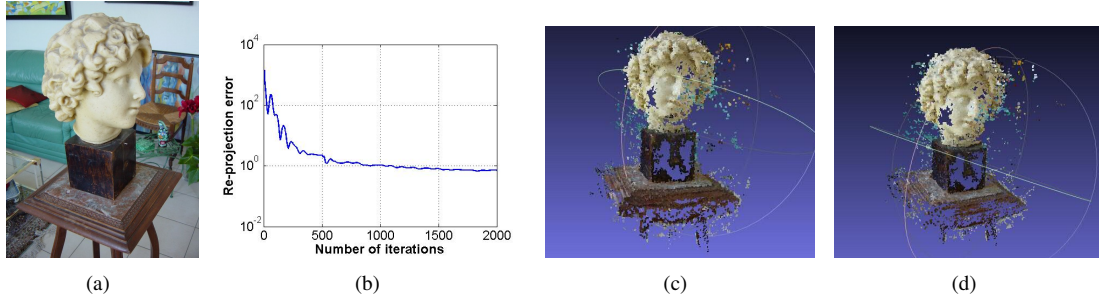 10^4
10^2
10^0
10^-2
Re-projection error
0 500 1000 1500 2000
Number of iterations
(a) (b) (c) (d)